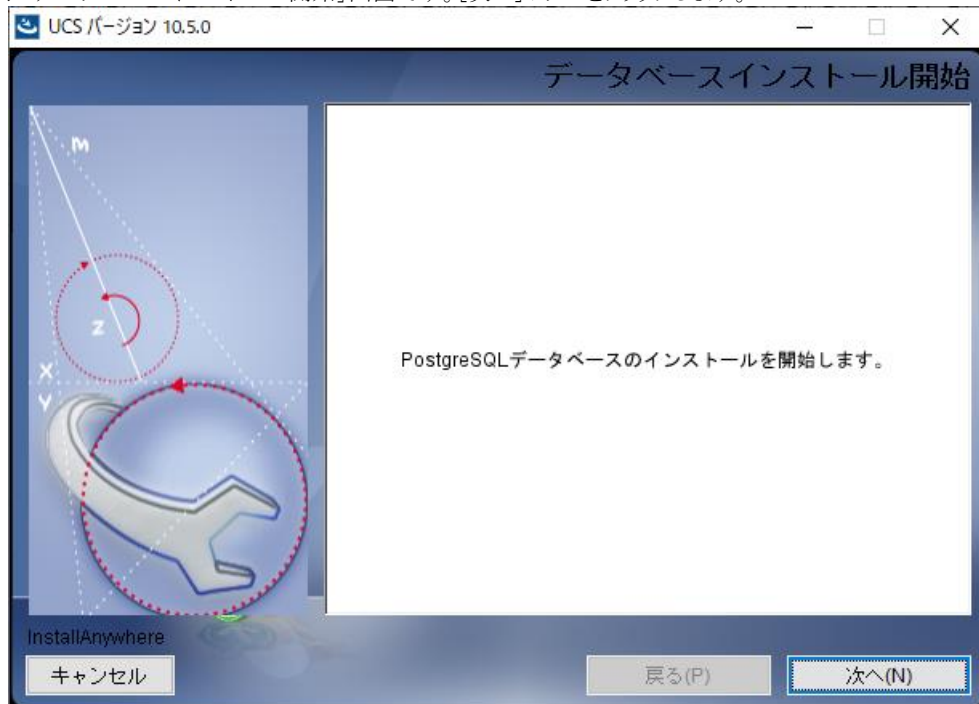 UCS バージョン 10.5.0
データベースインストール開始
M
Z
X
Y
PostgreSQLデータベースのインストールを開始します。
InstallAnywhere
キャンセル
戻る(P)
次へ(N)